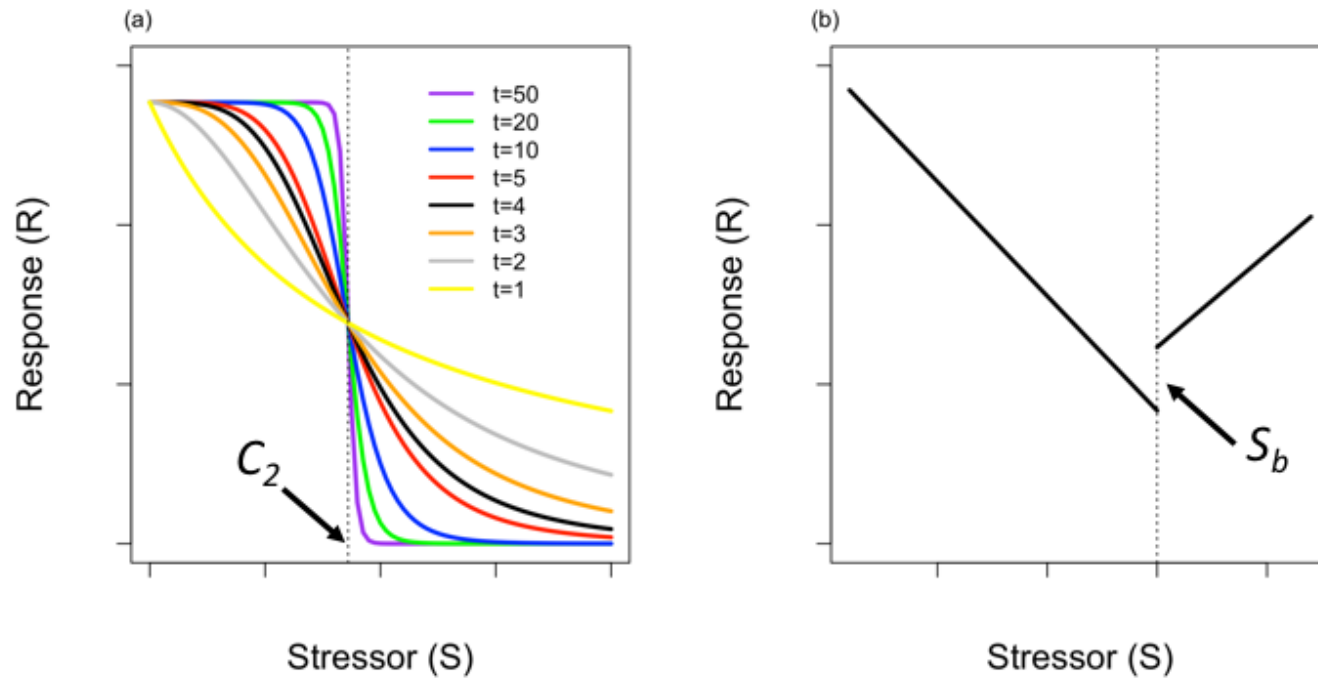 (a)
t=50
t=20
t=10
t=5
t=4
t=3
t=2
t=1
C2
Response (R)
Stressor (S)
(b)
Sb
Response (R)
Stressor (S)